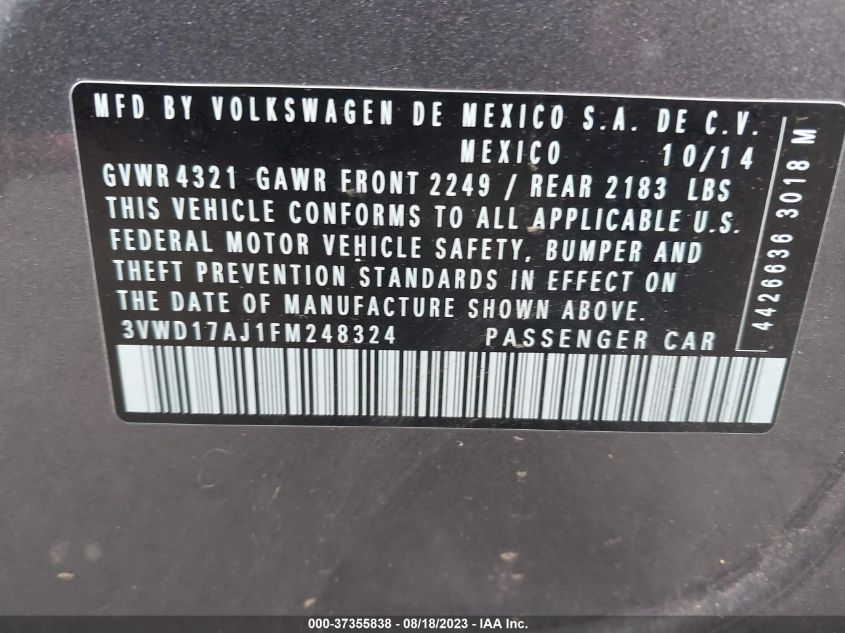 MFD BY VOLKSWAGEN DE MEXICO S.A. DE C.V.
MEXICO 10/14
GVWR 4321 GAWR FRONT 2249 / REAR 2183 LBS
THIS VEHICLE CONFORMS TO ALL APPLICABLE U.S.
FEDERAL MOTOR VEHICLE SAFETY, BUMPER AND
THEFT PREVENTION STANDARDS IN EFFECT ON
THE DATE OF MANUFACTURE SHOWN ABOVE.
3VWD17AJ1FM248324 PASSENGER CAR
4426636 3018 M
000-37355838 - 08/18/2023 - IAA Inc.